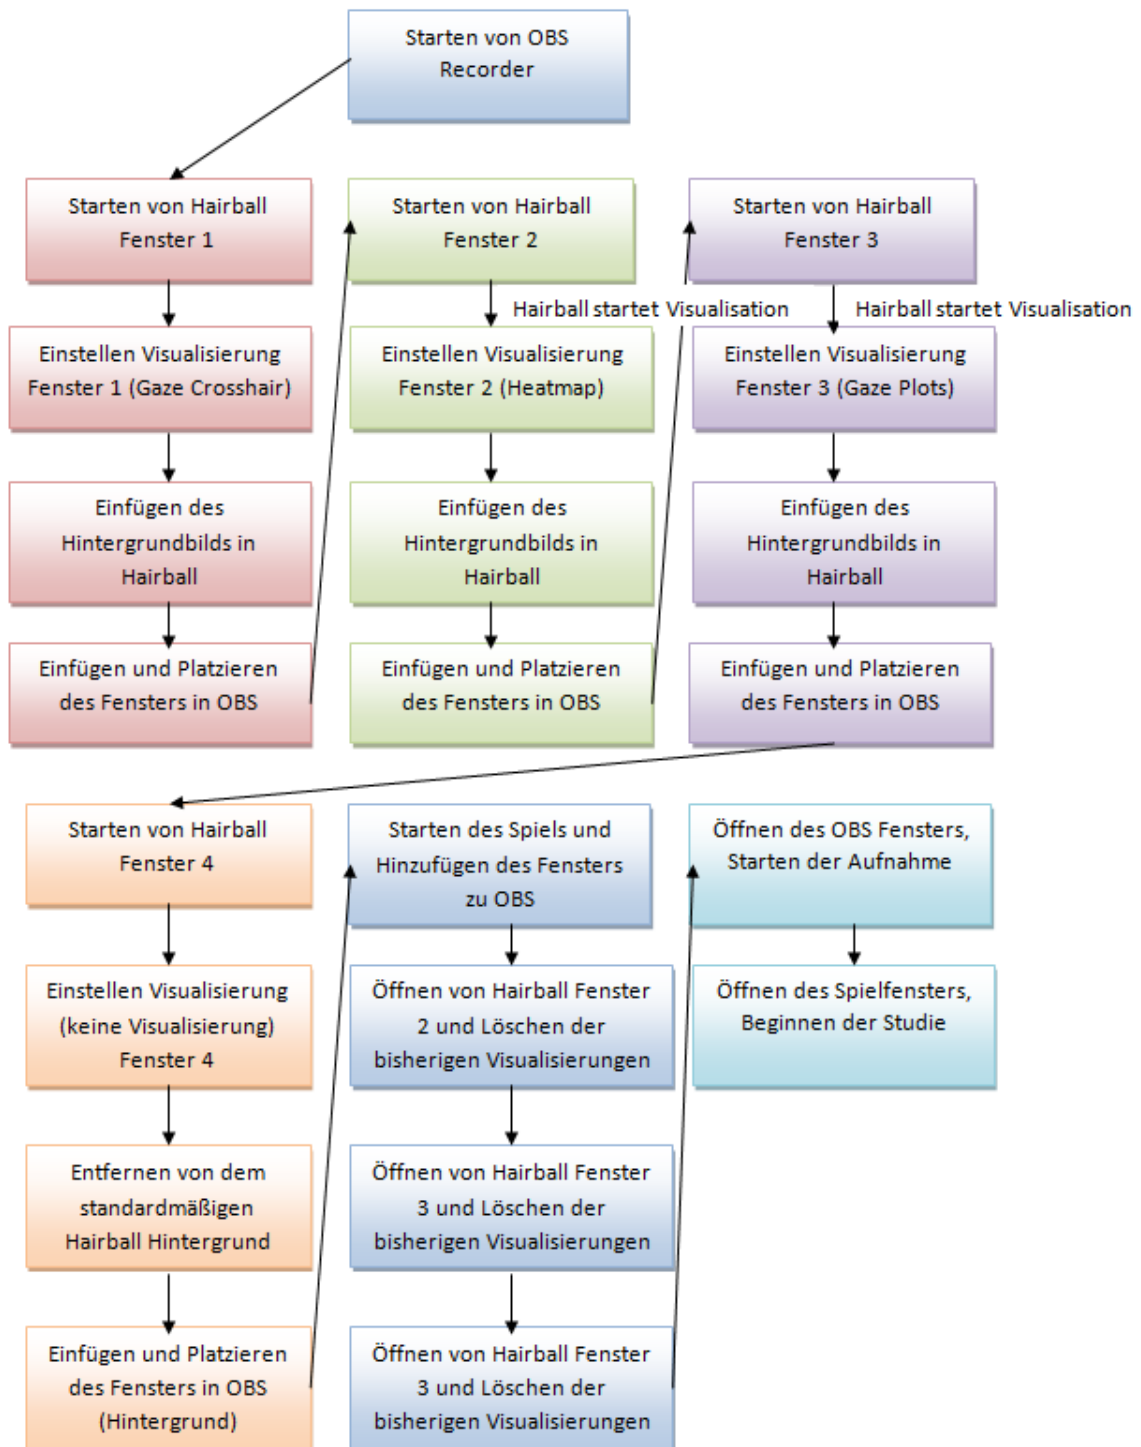 Starten von OBS
Recorder
Starten von Hairball
Fenster 1
Starten von Hairball
Fenster 2
Starten von Hairball
Fenster 3
Hairball startet Visualisation
Hairball startet Visualisation
Einstellen Visualisierung
Fenster 1 (Gaze Crosshair)
Einstellen Visualisierung
Fenster 2 (Heatmap)
Einstellen Visualisierung
Fenster 3 (Gaze Plots)
Einfügen des
Hintergrundbilds in
Hairball
Einfügen des
Hintergrundbilds in
Hairball
Einfügen des
Hintergrundbilds in
Hairball
Einfügen und Platzieren
des Fensters in OBS
Einfügen und Platzieren
des Fensters in OBS
Einfügen und Platzieren
des Fensters in OBS
Starten von Hairball
Fenster 4
Starten des Spiels und
Hinzufügen des Fensters
zu OBS
Öffnen des OBS Fensters,
Starten der Aufnahme
Einstellen Visualisierung
(keine Visualisierung)
Fenster 4
Öffnen von Hairball Fenster
2 und Löschen der
bisherigen Visualisierungen
Öffnen des Spielfensters,
Beginnen der Studie
Entfernen von dem
standardmäßigen
Hairball Hintergrund
Öffnen von Hairball Fenster
3 und Löschen der
bisherigen Visualisierungen
Einfügen und Platzieren
des Fensters in OBS
(Hintergrund)
Öffnen von Hairball Fenster
3 und Löschen der
bisherigen Visualisierungen